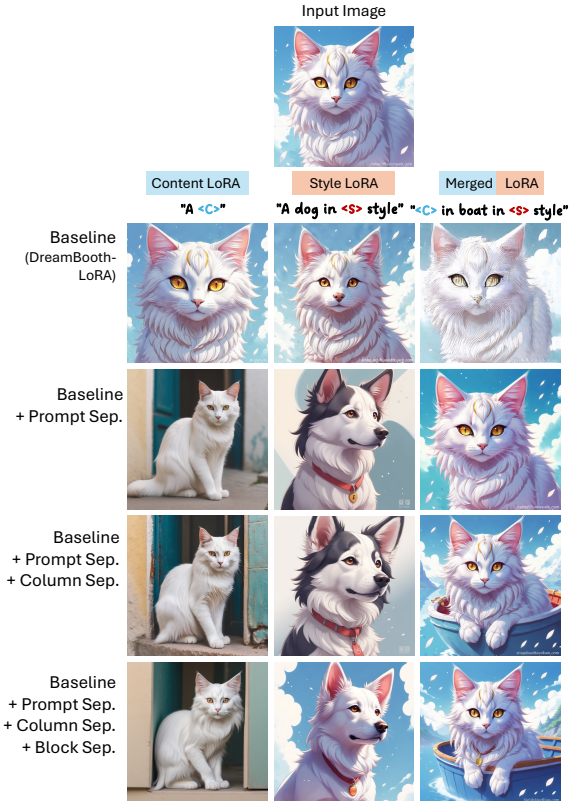 Input Image
Content LoRA
Style LoRA
Merged LoRA
"A <C>"
"A dog in <S> style"
"<C> in boat in <S> style"
Baseline
(DreamBooth-
LoRA)
Baseline
+ Prompt Sep.
Baseline
+ Prompt Sep.
+ Column Sep.
Baseline
+ Prompt Sep.
+ Column Sep.
+ Block Sep.